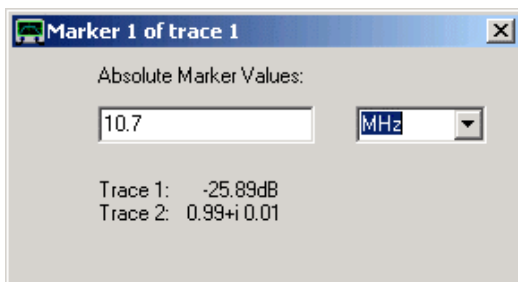 Marker 1 of trace 1
Absolute Marker Values:
10.7 MHz
Trace 1: -25.89dB
Trace 2: 0.99+i 0.01